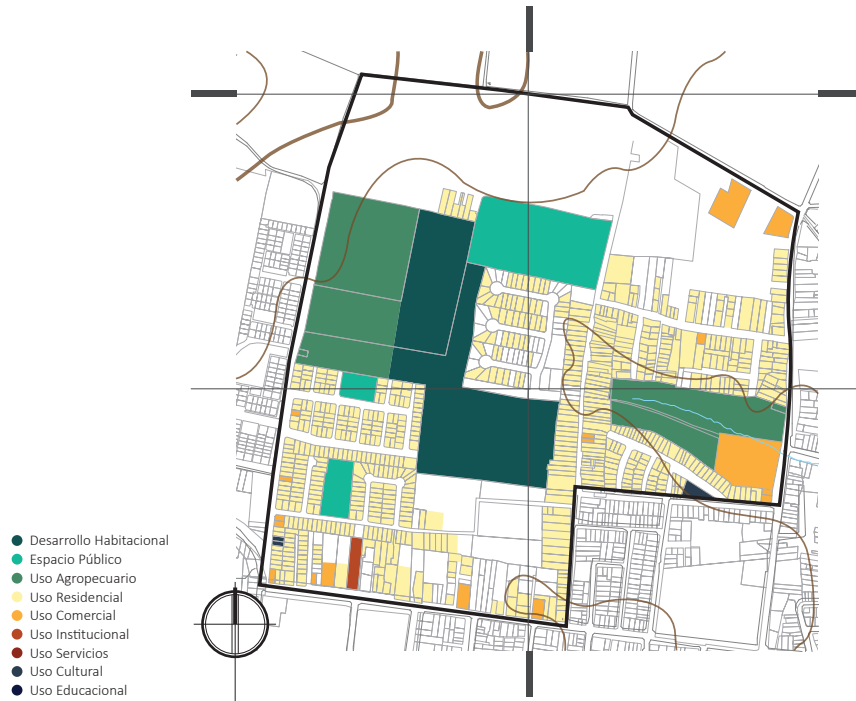 Desarrollo Habitacional
Espacio Público
Uso Agropecuario
Uso Residencial
Uso Comercial
Uso Institucional
Uso Servicios
Uso Cultural
Uso Educacional